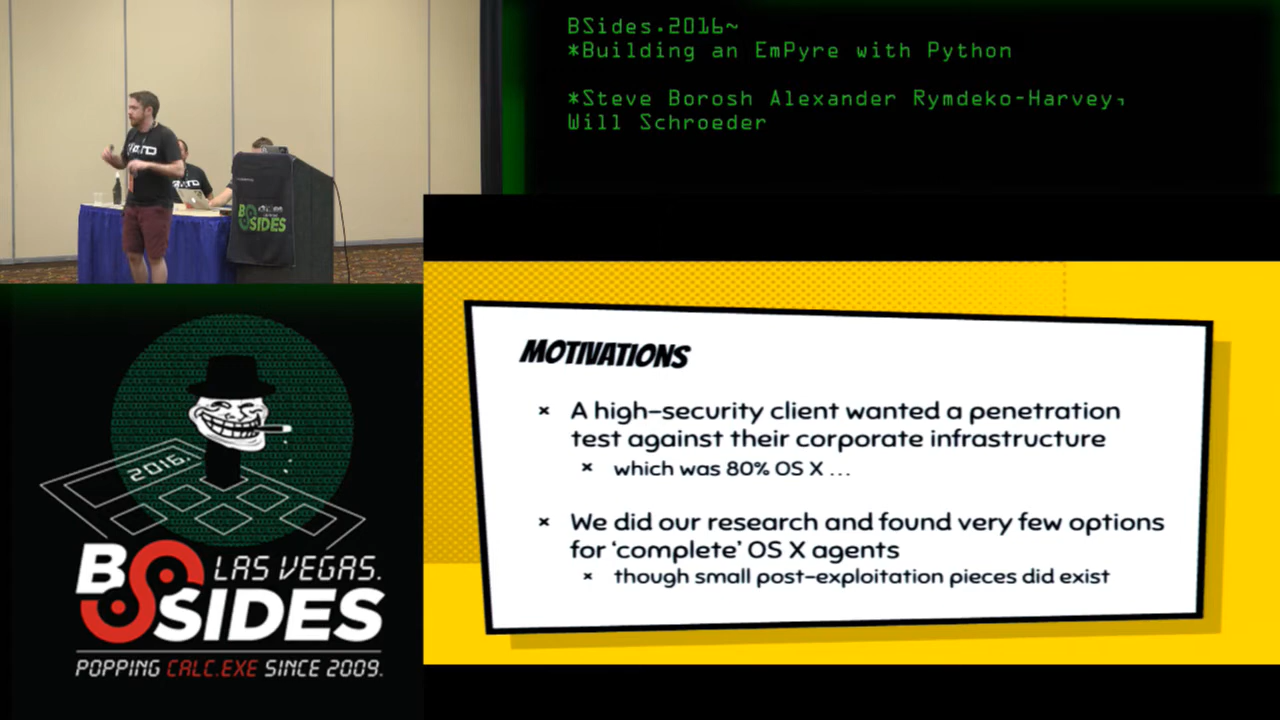 BSides.2016~
*Building an EmPyre with Python
*Steve Borosh Alexander Rymdeko-Harvey,
Will Schroeder
BSIDES
2016.
BSIDES
LAS VEGAS.
POPPING CALC.EXE SINCE 2009.
MOTIVATIONS
× A high-security client wanted a penetration
test against their corporate infrastructure
× which was 80% OS X ...
× We did our research and found very few options
for ‘complete’ OS X agents
× though small post-exploitation pieces did exist